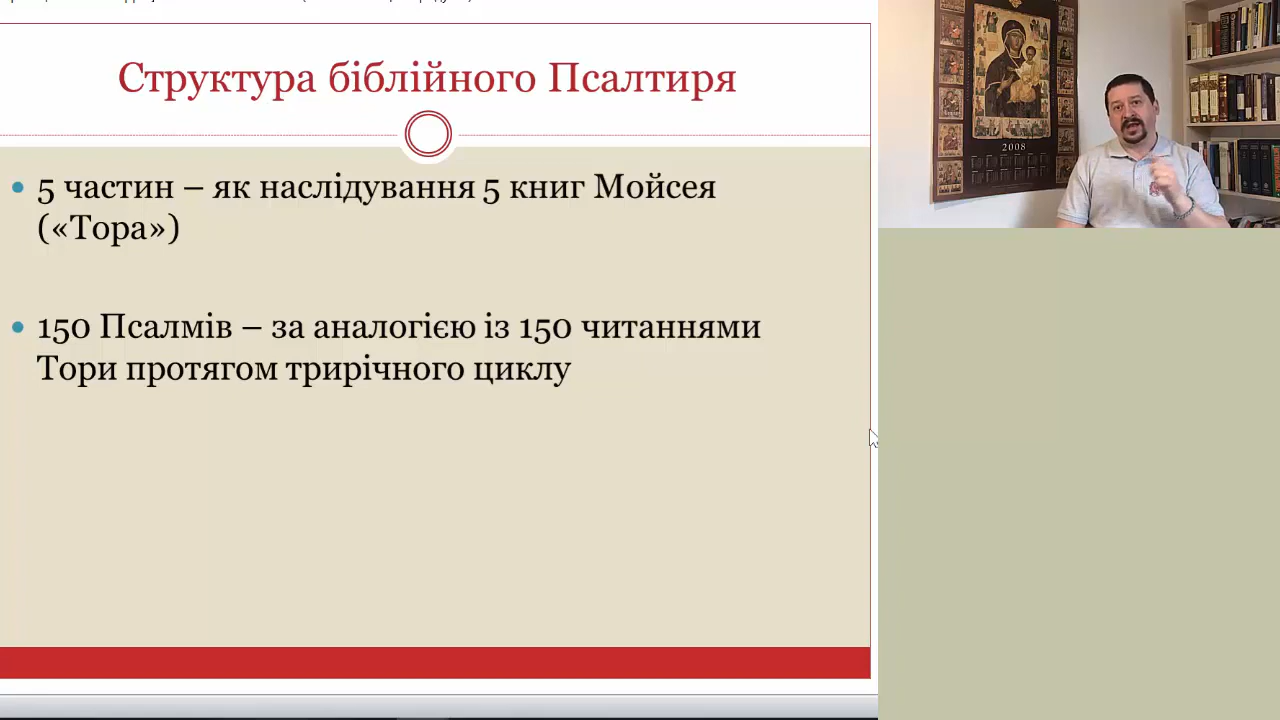 Структура біблійного Псалтиря
5 частин – як наслідування 5 книг Мойсея
(«Тора»)
150 Псалмів – за аналогією із 150 читаннями
Тори протягом трирічного циклу
2008